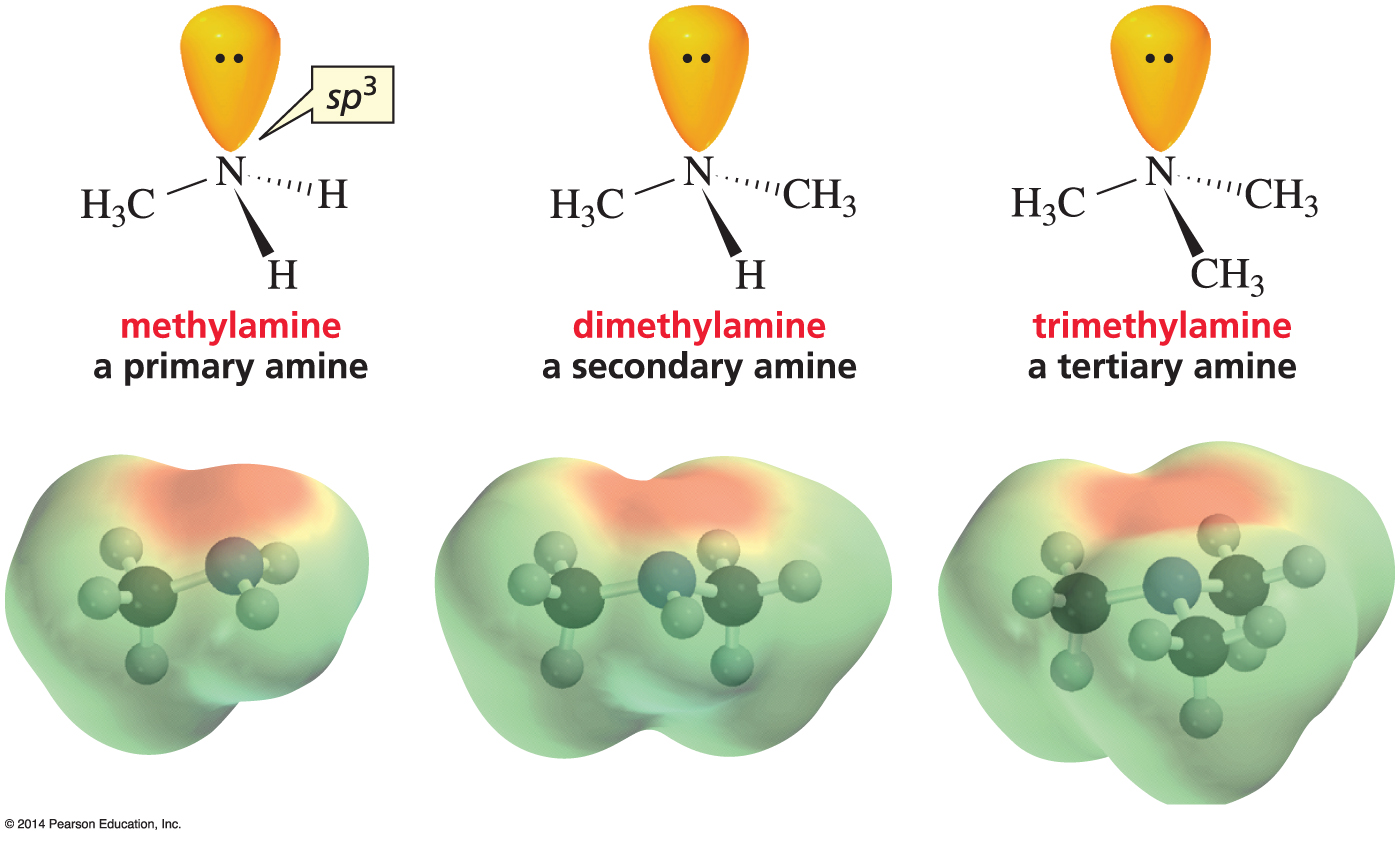 sp³
N
H₃C
H
H
methylamine
a primary amine
N
H₃C
CH₃
H
dimethylamine
a secondary amine
N
H₃C
CH₃
CH₃
trimethylamine
a tertiary amine
© 2014 Pearson Education, Inc.